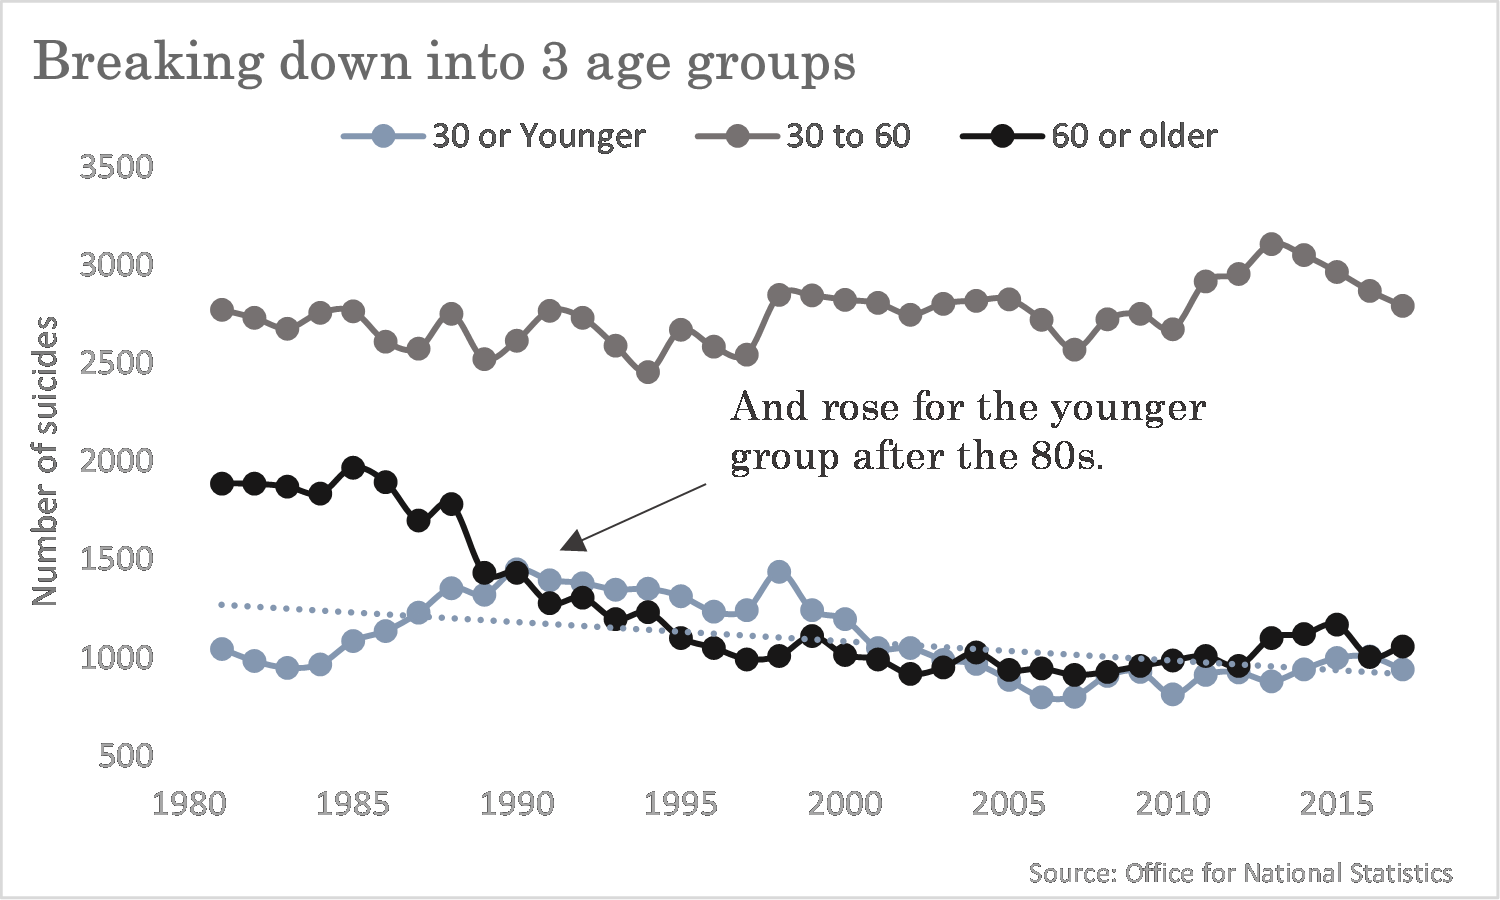 Breaking down into 3 age groups
30 or Younger 30 to 60 60 or older
3500
3000
2500
2000
1500
1000
500
Number of suicides
And rose for the younger
group after the 80s.
1980 1985 1990 1995 2000 2005 2010 2015
Source: Office for National Statistics